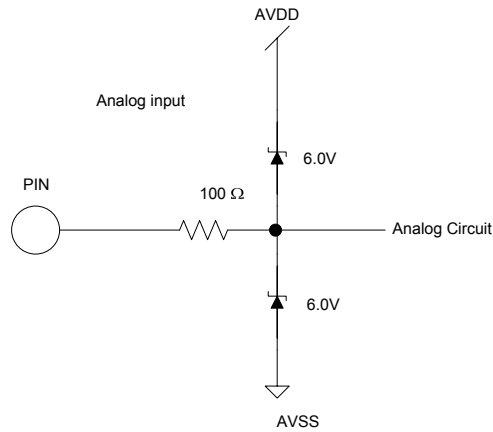 AVDD
Analog input
6.0V
PIN
100 Ω
Analog Circuit
6.0V
AVSS